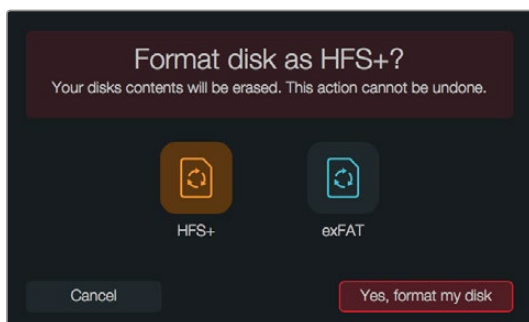 Format disk as HFS+?
Your disks contents will be erased. This action cannot be undone.
HFS+
exFAT
Cancel
Yes, format my disk